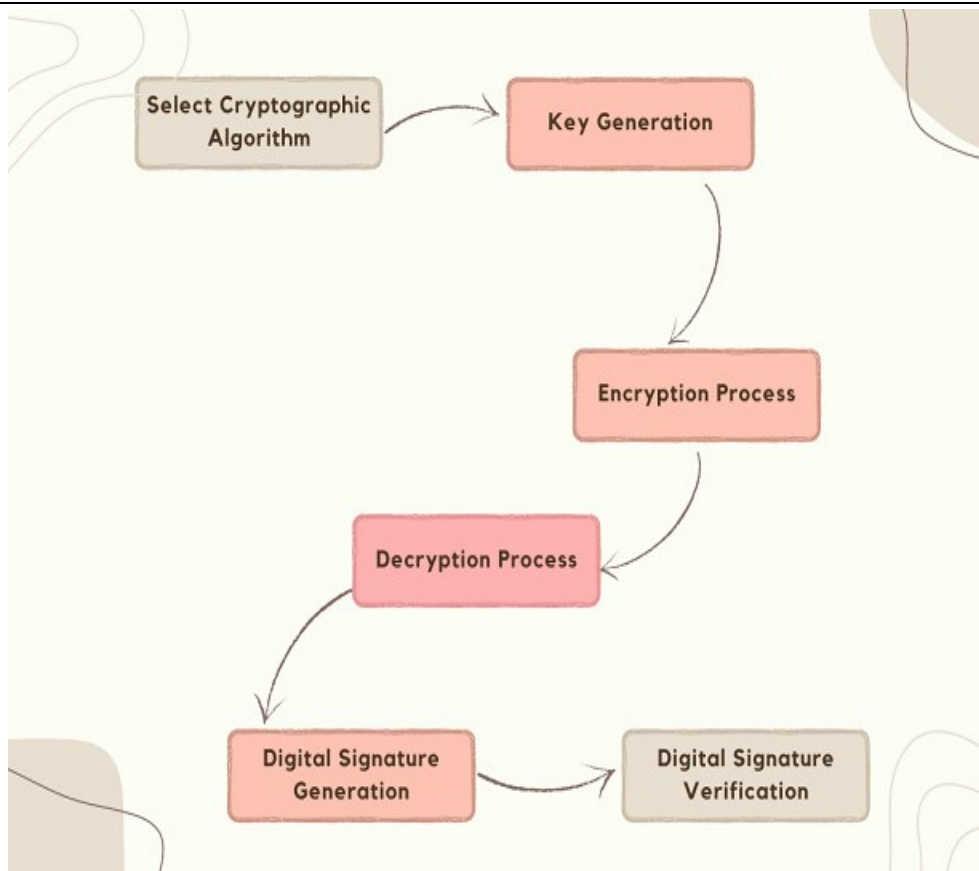 Select Cryptographic
Algorithm
Key Generation
Encryption Process
Decryption Process
Digital Signature
Generation
Digital Signature
Verification